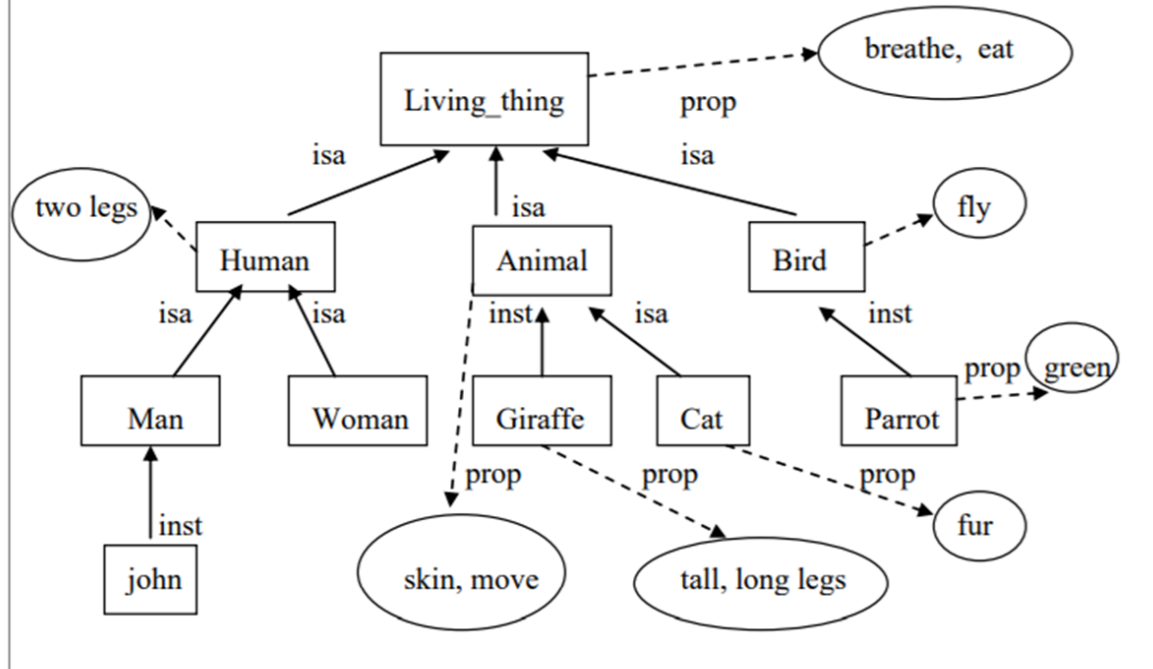 breathe, eat
Living_thing
prop
isa
isa
two legs
isa
fly
Human
Animal
Bird
isa
isa
inst
isa
inst
prop
green
Man
Woman
Giraffe
Cat
Parrot
prop
prop
prop
inst
fur
john
skin, move
tall, long legs